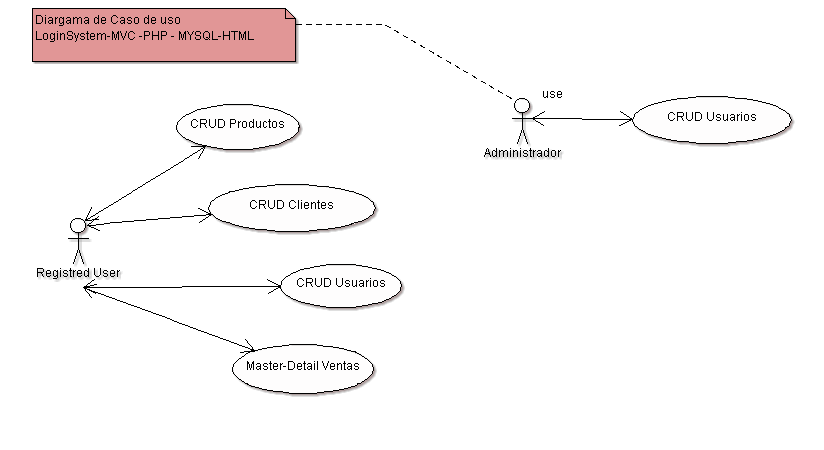 Diargama de Caso de uso
LoginSystem-MVC -PHP - MYSQL-HTML
use
CRUD Usuarios
Administrador
CRUD Productos
CRUD Clientes
Registred User
CRUD Usuarios
Master-Detail Ventas